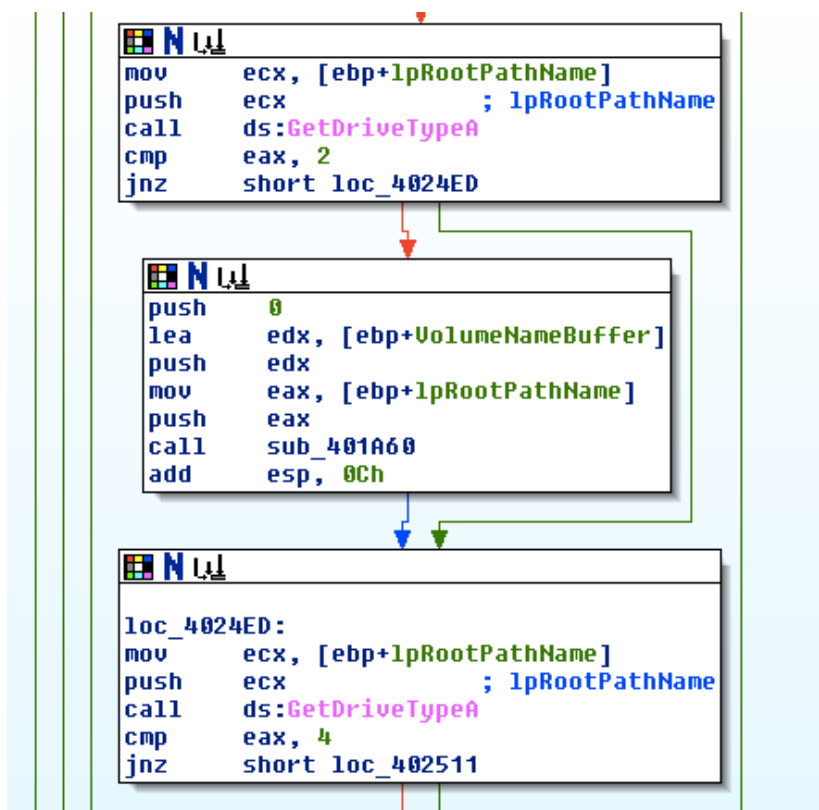 mov ecx, [ebp+lpRootPathName]
push ecx ; lpRootPathName
call ds:GetDriveTypeA
cmp eax, 2
jnz short loc_4024ED
push 0
lea edx, [ebp+VolumeNameBuffer]
push edx
mov eax, [ebp+lpRootPathName]
push eax
call sub_401A60
add esp, 0Ch
loc_4024ED:
mov ecx, [ebp+lpRootPathName]
push ecx ; lpRootPathName
call ds:GetDriveTypeA
cmp eax, 4
jnz short loc_402511